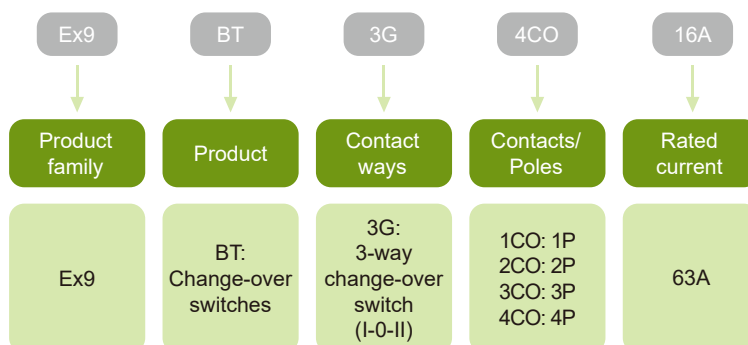 Ex9 BT 3G 4CO 16A
Product
family
Product
Contact
ways
Contacts/
Poles
Rated
current
Ex9
BT:
Change-over
switches
3G:
3-way
change-over
switch
(I-0-II)
1CO: 1P
2CO: 2P
3CO: 3P
4CO: 4P
63A